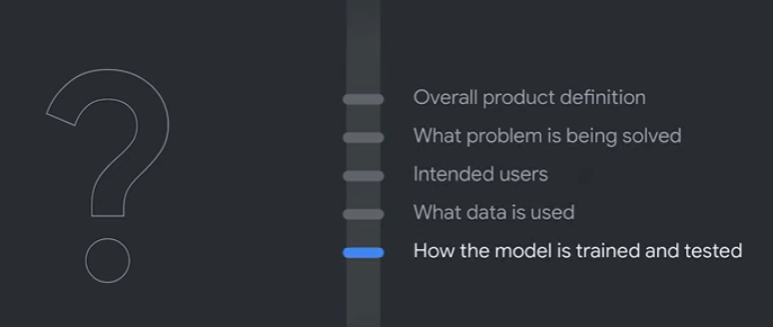 Overall product definition
What problem is being solved
Intended users
What data is used
How the model is trained and tested